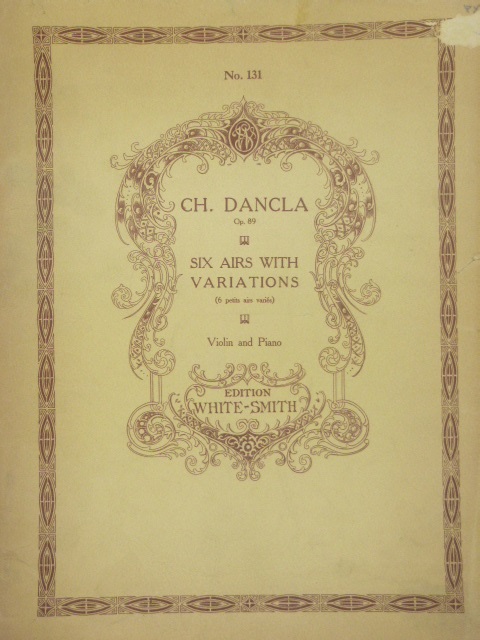 No. 131
CH. DANCLA
Op. 89
SIX AIRS WITH
VARIATIONS
(6 petits airs variés)
Violin and Piano
EDITION
WHITE-SMITH